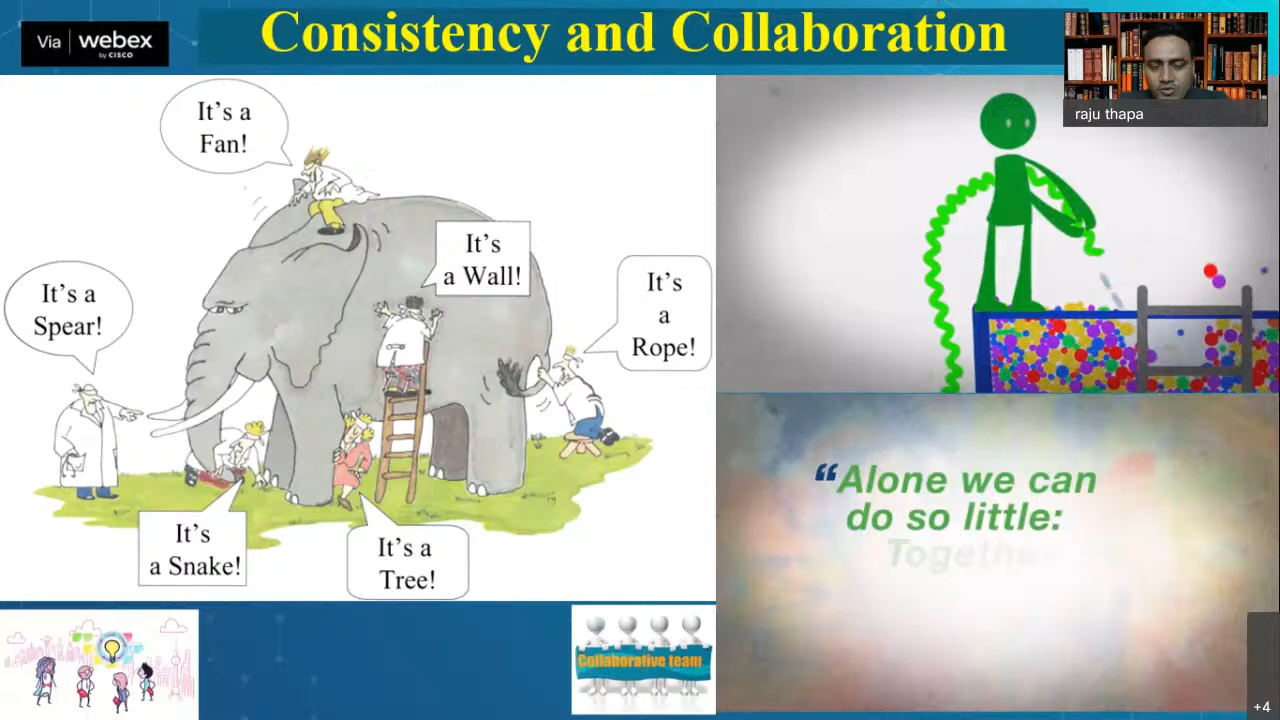 Via webex
by CISCO
Consistency and Collaboration
raju thapa
It's a
Fan!
It's
a Wall!
It's a
Spear!
It's
a
Rope!
It's
a Snake!
It's a
Tree!
“Alone we can
do so little:
Together
Collaborative team
+4